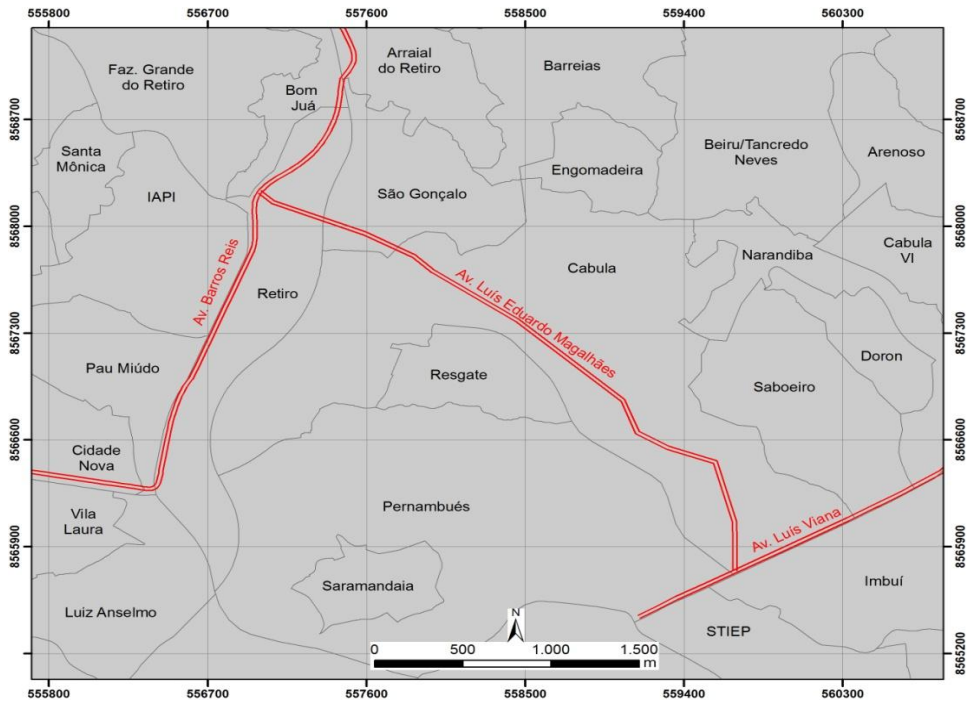 555800 556700 557600 558500 559400 560300
Arraial
do Retiro
Faz. Grande
do Retiro
Barreias
Bom
Juá
8568700
8568700
Santa
Mônica
Beiru/Tancredo
Neves
Arenoso
Engomadeira
IAPI
São Gonçalo
8568000
8568000
Cabula
VI
Narandiba
Cabula
Av. Barros Reis
Retiro
Av. Luís Eduardo Magalhães
8567300
8567300
Doron
Pau Miúdo
Resgate
Saboeiro
8566600
8566600
Cidade
Nova
Pernambués
Vila
Laura
Av. Luís Viana
8565900
8565900
Saramandaia
Imbuí
Luiz Anselmo
STIEP
N
0 500 1.000 1.500
m
8565200
8565200
555800 556700 557600 558500 559400 560300